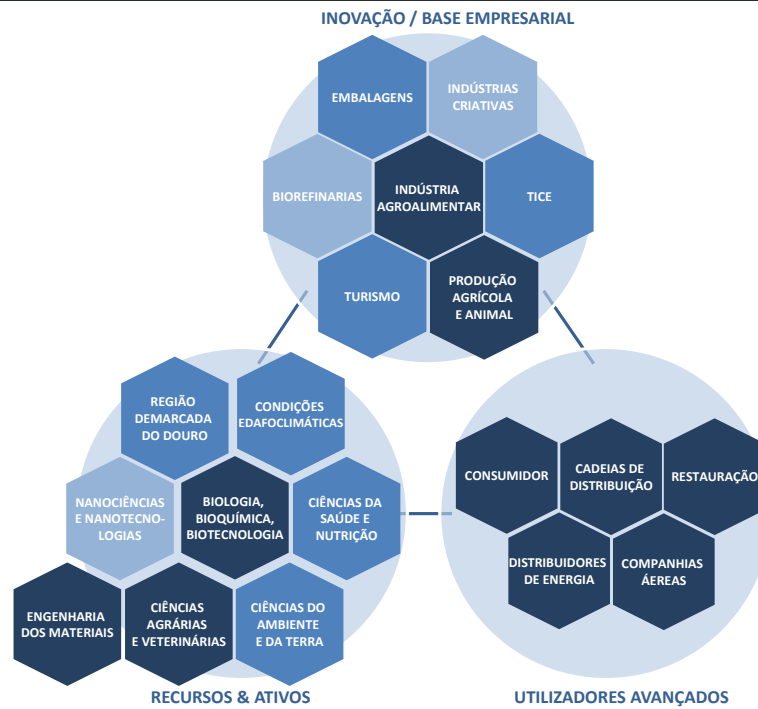 INOVAÇÃO / BASE EMPRESARIAL
EMBALAGENS
INDÚSTRIAS
CRIATIVAS
BIOREFINARIAS
INDÚSTRIA
AGROALIMENTAR
TICE
TURISMO
PRODUÇÃO
AGRÍCOLA
E ANIMAL
REGIÃO
DEMARCADA
DO DOURO
CONDIÇÕES
EDAFOCLIMÁTICAS
NANOCIÊNCIAS
E NANOTECNO-
LOGIAS
BIOLOGIA,
BIOQUÍMICA,
BIOTECNOLOGIA
CIÊNCIAS DA
SAÚDE E
NUTRIÇÃO
ENGENHARIA
DOS MATERIAIS
CIÊNCIAS
AGRÁRIAS
E VETERINÁRIAS
CIÊNCIAS DO
AMBIENTE
E DA TERRA
RECURSOS & ATIVOS
CONSUMIDOR
CADEIAS DE
DISTRIBUIÇÃO
RESTAURAÇÃO
DISTRIBUIDORES
DE ENERGIA
COMPANHIAS
ÁEREAS
UTILIZADORES AVANÇADOS